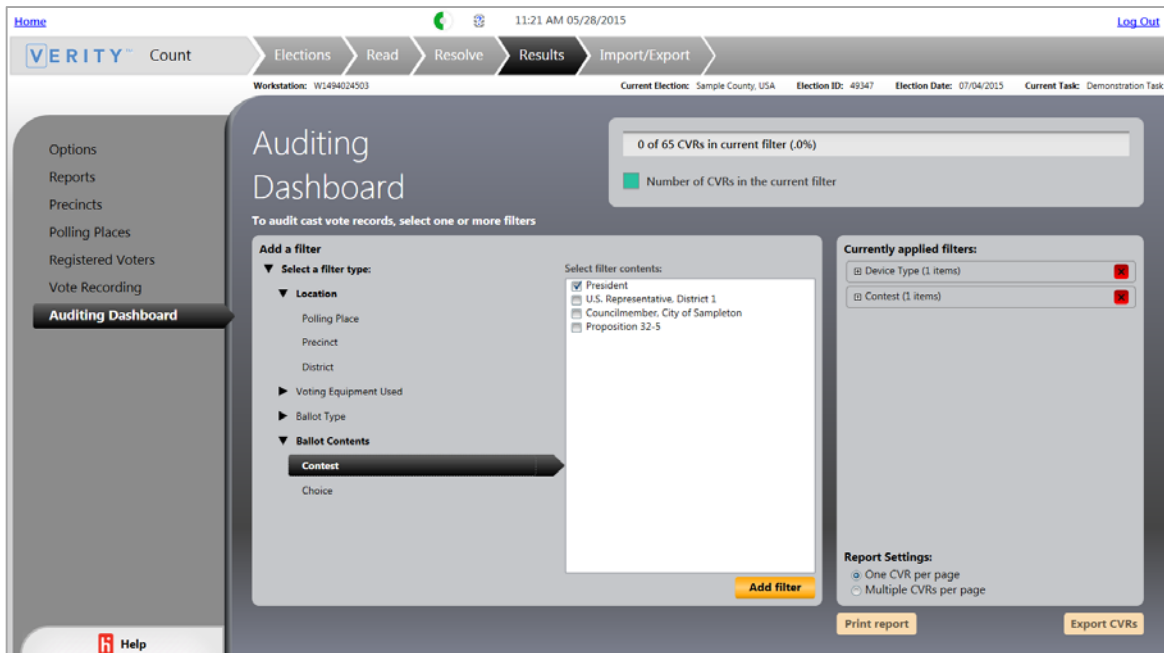 Home
11:21 AM 05/28/2015
Log Out
VERITY™ Count
Elections
Read
Resolve
Results
Import/Export
Workstation: W1494024503
Current Election: Sample County, USA
Election ID: 49347
Election Date: 07/04/2015
Current Task: Demonstration Task
Options
Reports
Precincts
Polling Places
Registered Voters
Vote Recording
Auditing Dashboard
Help
Auditing
Dashboard
To audit cast vote records, select one or more filters
0 of 65 CVRs in current filter (.0%)
Number of CVRs in the current filter
Add a filter
Select a filter type:
Location
Polling Place
Precinct
District
Voting Equipment Used
Ballot Type
Ballot Contents
Contest
Choice
Select filter contents:
President
U.S. Representative, District 1
Councilmember, City of Sampleton
Proposition 32-5
Add filter
Currently applied filters:
Device Type (1 items)
Contest (1 items)
Report Settings:
One CVR per page
Multiple CVRs per page
Print report
Export CVRs